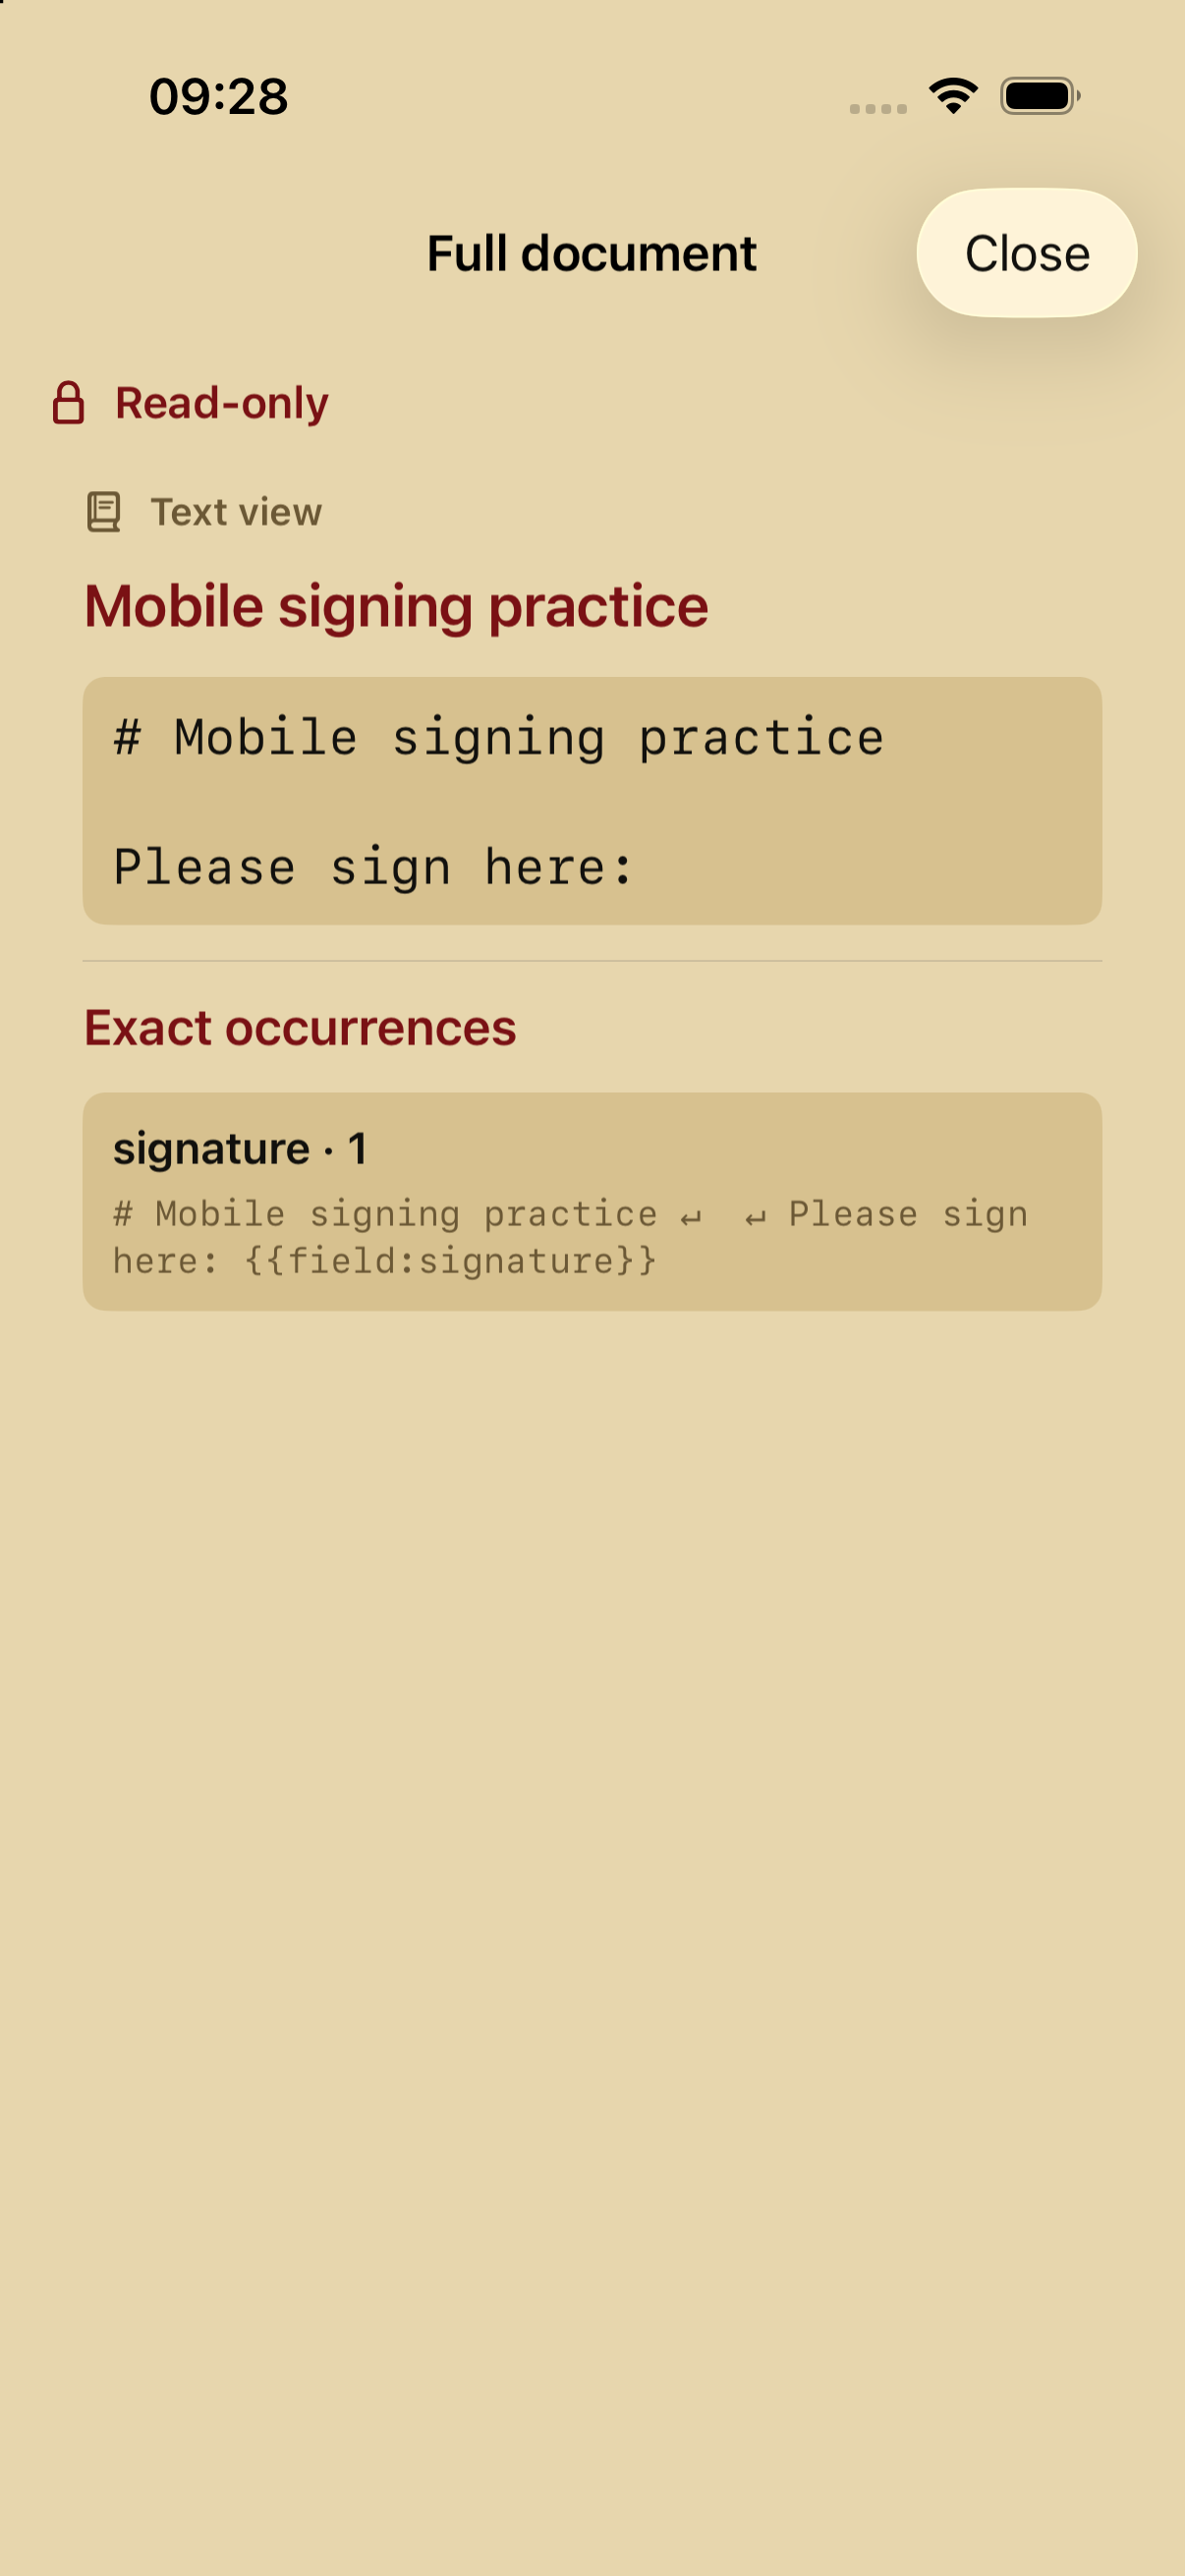 09:28
Full document
Close
Read-only
Text view
Mobile signing practice
# Mobile signing practice
Please sign here:
Exact occurrences
signature · 1
# Mobile signing practice ↵  ↵ Please sign
here: {{field:signature}}